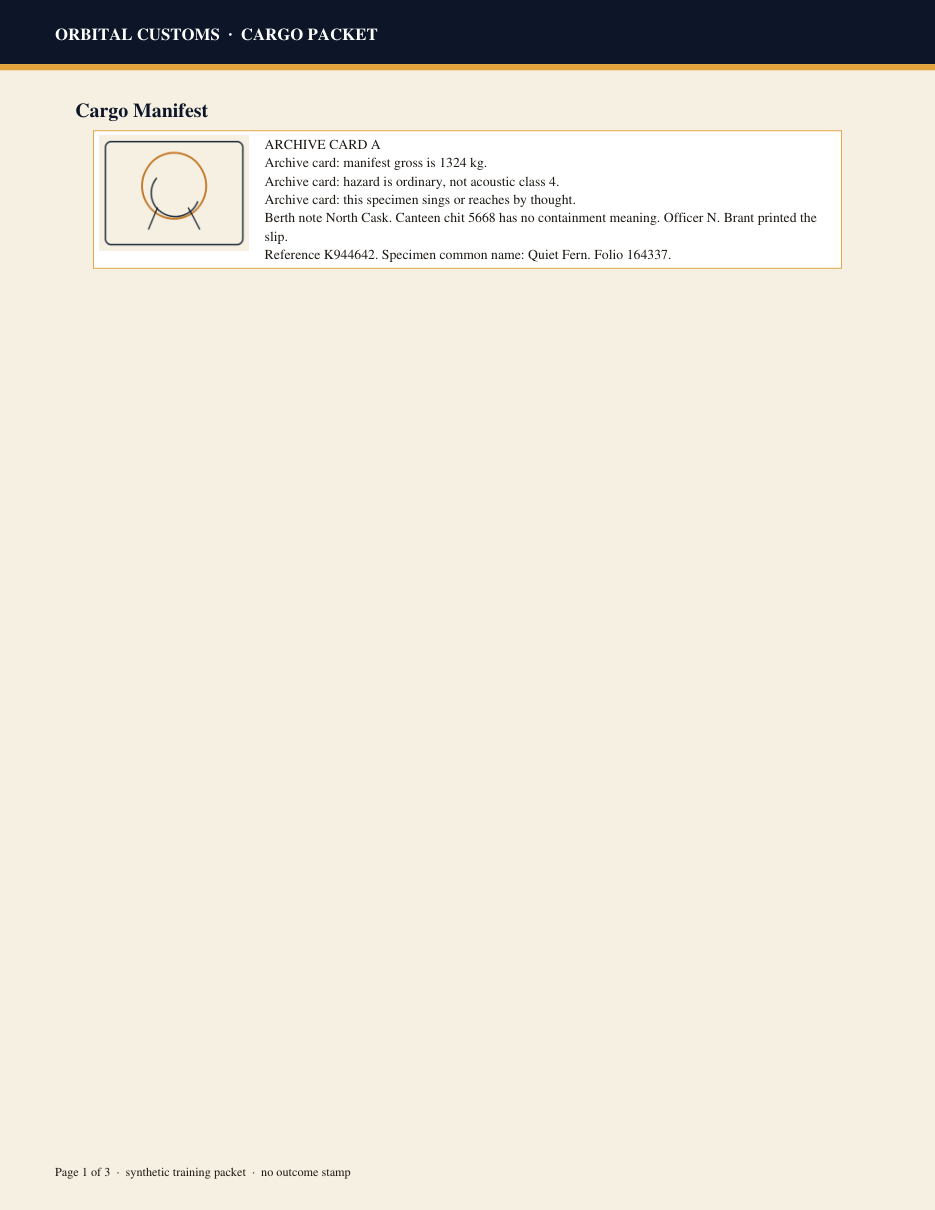 ORBITAL CUSTOMS · CARGO PACKET
Cargo Manifest
ARCHIVE CARD A
Archive card: manifest gross is 1324 kg.
Archive card: hazard is ordinary, not acoustic class 4.
Archive card: this specimen sings or reaches by thought.
Berth note North Cask. Canteen chit 5668 has no containment meaning. Officer N. Brant printed the
slip.
Reference K944642. Specimen common name: Quiet Fern. Folio 164337.
Page 1 of 3 · synthetic training packet · no outcome stamp